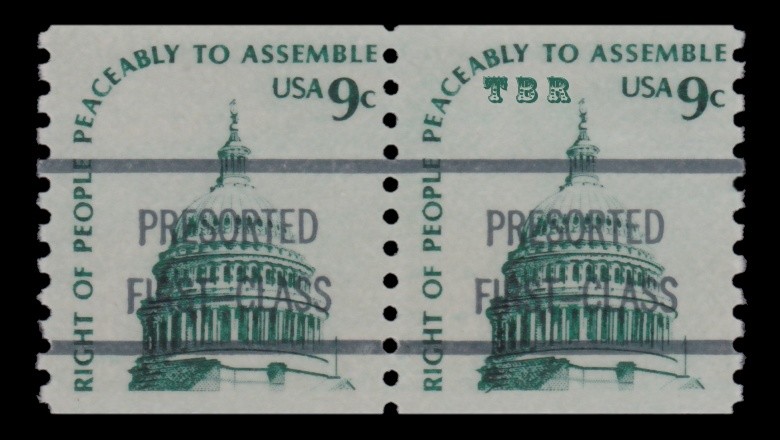 RIGHT OF PEOPLE PEACEABLY TO ASSEMBLE
USA 9c
PRESORTED
FIRST CLASS
RIGHT OF PEOPLE PEACEABLY TO ASSEMBLE
TBR
USA 9c
PRESORTED
FIRST CLASS